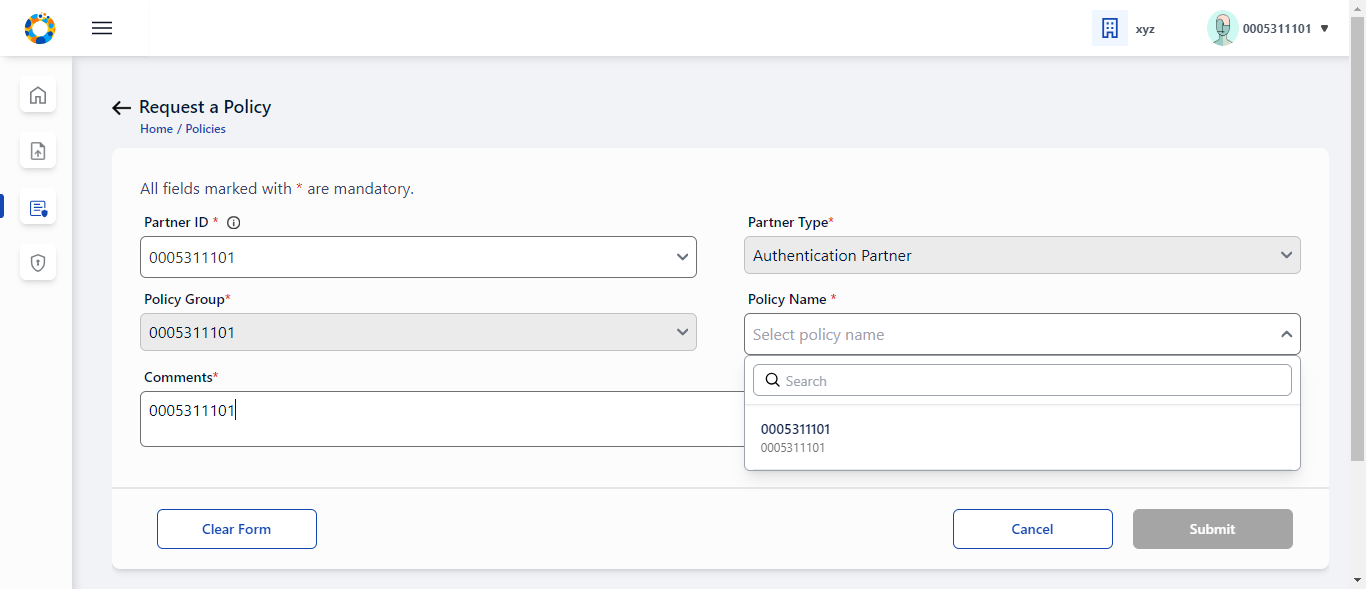 xyz
0005311101
Request a Policy
Home / Policies
All fields marked with * are mandatory.
Partner ID *
Partner Type*
0005311101
Authentication Partner
Policy Group*
Policy Name *
0005311101
Select policy name
Search
Comments*
0005311101
0005311101
0005311101
Clear Form
Cancel
Submit